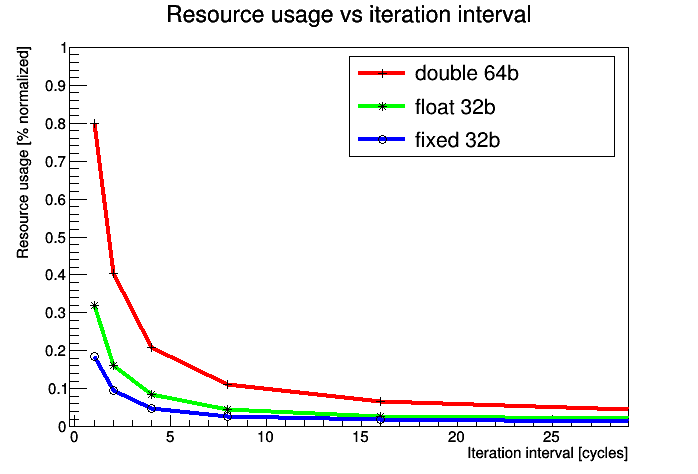 Resource usage vs iteration interval
Resource usage [% normalized]
1
0.9
0.8
0.7
0.6
0.5
0.4
0.3
0.2
0.1
0
double 64b
float 32b
fixed 32b
0 5 10 15 20 25
Iteration interval [cycles]